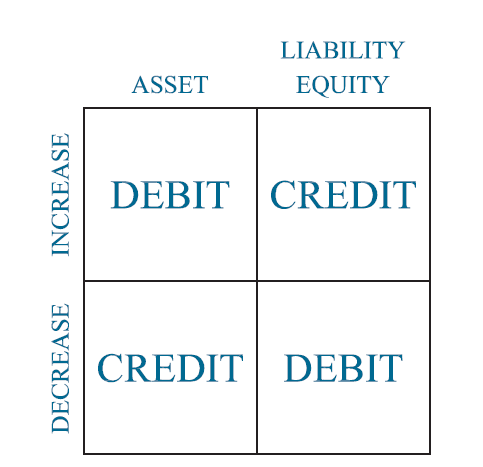 LIABILITY
ASSET EQUITY
INCREASE
DEBIT CREDIT
DECREASE
CREDIT DEBIT